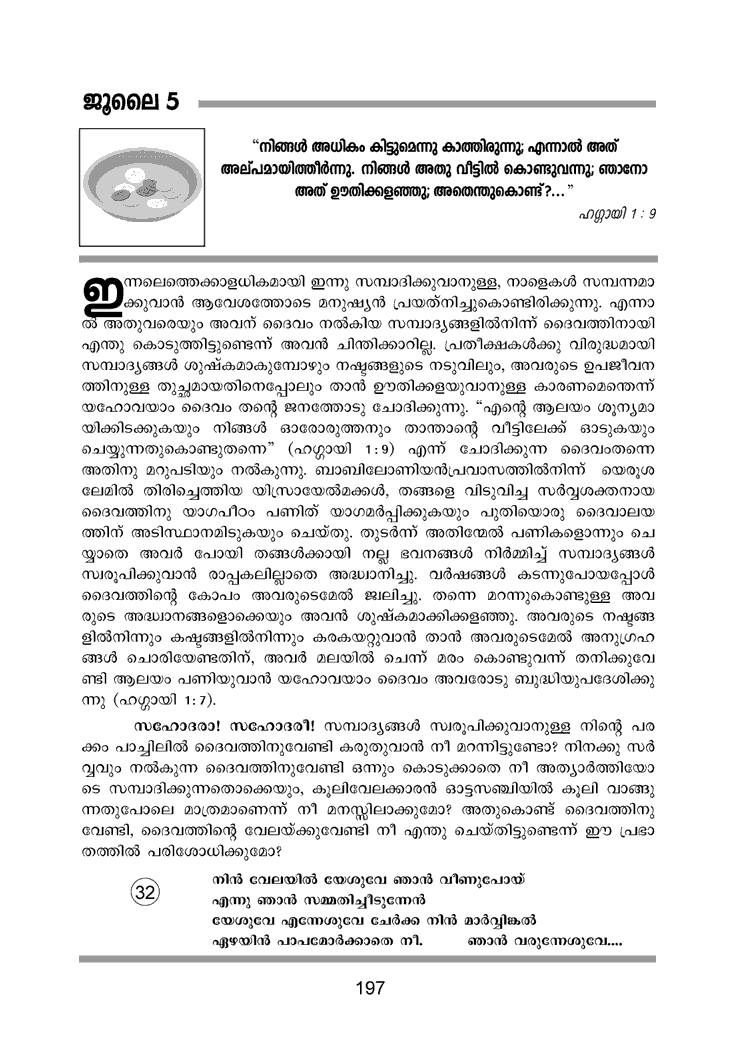 ജൂലൈ 5
“നിങ്ങൾ അധികം കിട്ടുമെന്നു കാത്തിരുന്നു; എന്നാൽ അത്
അല്പമായിത്തീർന്നു. നിങ്ങൾ അതു വീട്ടിൽ കൊണ്ടുവന്നു; ഞാനോ
അത് ഊതിക്കളഞ്ഞു; അതെന്തുകൊണ്ട്?...”
ഹഗ്ഗായി 1 : 9
ഇന്നലെത്തെക്കാളധികമായി ഇന്നു സമ്പാദിക്കുവാനുള്ള, നാളെകൾ സമ്പന്നമാ
ക്കുവാൻ ആവേശത്തോടെ മനുഷ്യൻ പ്രയത്നിച്ചുകൊണ്ടിരിക്കുന്നു. എന്നാ
ൽ അതുവരെയും അവന് ദൈവം നൽകിയ സമ്പാദ്യങ്ങളിൽനിന്ന് ദൈവത്തിനായി
എന്തു കൊടുത്തിട്ടുണ്ടെന്ന് അവൻ ചിന്തിക്കാറില്ല. പ്രതീക്ഷകൾക്കു വിരുദ്ധമായി
സമ്പാദ്യങ്ങൾ ശുഷ്കമാകുമ്പോഴും നഷ്ടങ്ങളുടെ നടുവിലും, അവരുടെ ഉപജീവന
ത്തിനുള്ള തുച്ഛമായതിനെപ്പോലും താൻ ഊതിക്കളയുവാനുള്ള കാരണമെന്തെന്ന്
യഹോവയാം ദൈവം തന്റെ ജനത്തോടു ചോദിക്കുന്നു. “എന്റെ ആലയം ശൂന്യമാ
യിക്കിടക്കുകയും നിങ്ങൾ ഓരോരുത്തനും താന്താന്റെ വീട്ടിലേക്ക് ഓടുകയും
ചെയ്യുന്നതുകൊണ്ടുതന്നെ” (ഹഗ്ഗായി 1:9) എന്ന് ചോദിക്കുന്ന ദൈവംതന്നെ
അതിനു മറുപടിയും നൽകുന്നു. ബാബിലോണിയൻപ്രവാസത്തിൽനിന്ന് യെരൂശ
ലേമിൽ തിരിച്ചെത്തിയ യിസ്രായേൽമക്കൾ, തങ്ങളെ വിടുവിച്ച സർവ്വശക്തനായ
ദൈവത്തിനു യാഗപീഠം പണിത് യാഗമർപ്പിക്കുകയും പുതിയൊരു ദൈവാലയ
ത്തിന് അടിസ്ഥാനമിടുകയും ചെയ്തു. തുടർന്ന് അതിന്മേൽ പണികളൊന്നും ചെ
യ്യാതെ അവർ പോയി തങ്ങൾക്കായി നല്ല ഭവനങ്ങൾ നിർമ്മിച്ച് സമ്പാദ്യങ്ങൾ
സ്വരൂപിക്കുവാൻ രാപ്പകലില്ലാതെ അദ്ധ്വാനിച്ചു. വർഷങ്ങൾ കടന്നുപോയപ്പോൾ
ദൈവത്തിന്റെ കോപം അവരുടെമേൽ ജ്വലിച്ചു. തന്നെ മറന്നുകൊണ്ടുള്ള അവ
രുടെ അദ്ധ്വാനങ്ങളൊക്കെയും അവൻ ശുഷ്കമാക്കിക്കളഞ്ഞു. അവരുടെ നഷ്ടങ്ങ
ളിൽനിന്നും കഷ്ടങ്ങളിൽനിന്നും കരകയറ്റുവാൻ താൻ അവരുടെമേൽ അനുഗ്രഹ
ങ്ങൾ ചൊരിയേണ്ടതിന്, അവർ മലയിൽ ചെന്ന് മരം കൊണ്ടുവന്ന് തനിക്കുവേ
ണ്ടി ആലയം പണിയുവാൻ യഹോവയാം ദൈവം അവരോടു ബുദ്ധിയുപദേശിക്കു
ന്നു (ഹഗ്ഗായി 1:7).
സഹോദരാ! സഹോദരീ! സമ്പാദ്യങ്ങൾ സ്വരൂപിക്കുവാനുള്ള നിന്റെ പര
ക്കം പാച്ചിലിൽ ദൈവത്തിനുവേണ്ടി കരുതുവാൻ നീ മറന്നിട്ടുണ്ടോ? നിനക്കു സർ
വ്വവും നൽകുന്ന ദൈവത്തിനുവേണ്ടി ഒന്നും കൊടുക്കാതെ നീ അത്യാർത്തിയോ
ടെ സമ്പാദിക്കുന്നതൊക്കെയും, കൂലിവേലക്കാരൻ ഓട്ടസഞ്ചിയിൽ കൂലി വാങ്ങു
ന്നതുപോലെ മാത്രമാണെന്ന് നീ മനസ്സിലാക്കുമോ? അതുകൊണ്ട് ദൈവത്തിനു
വേണ്ടി, ദൈവത്തിന്റെ വേലയ്ക്കുവേണ്ടി നീ എന്തു ചെയ്തിട്ടുണ്ടെന്ന് ഈ പ്രഭാ
തത്തിൽ പരിശോധിക്കുമോ?
32 നിൻ വേലയിൽ യേശുവേ ഞാൻ വീണുപോയ്
എന്നു ഞാൻ സമ്മതിച്ചീടുന്നേൻ
യേശുവേ എന്നേശുവേ ചേർക്ക നിൻ മാർവ്വിങ്കൽ
ഏഴയിൻ പാപമോർക്കാതെ നീ. ഞാൻ വരുന്നേശുവേ....
197